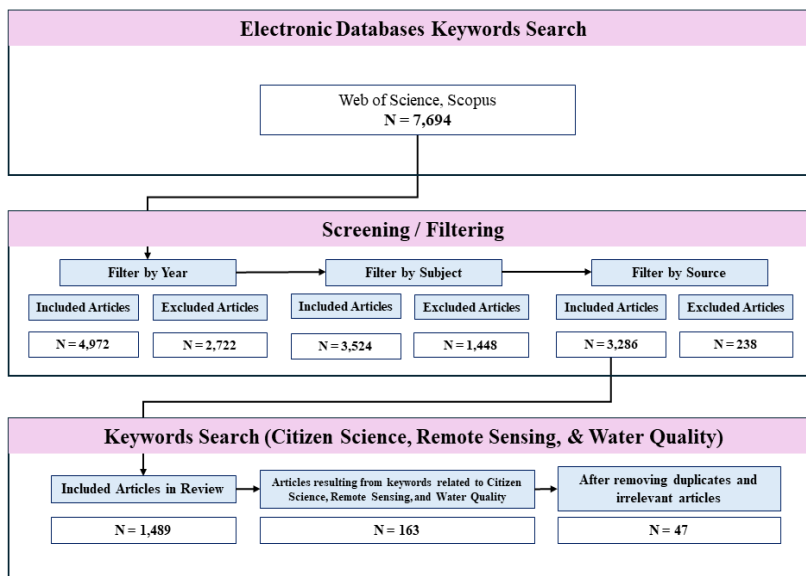 Electronic Databases Keywords Search
Web of Science, Scopus
N = 7,694
Screening / Filtering
Filter by Year
Filter by Subject
Filter by Source
Included Articles
Excluded Articles
Included Articles
Excluded Articles
Included Articles
Excluded Articles
N = 4,972
N = 2,722
N = 3,524
N = 1,448
N = 3,286
N = 238
Keywords Search (Citizen Science, Remote Sensing, & Water Quality)
Included Articles in Review
Articles resulting from keywords related to Citizen
Science, Remote Sensing, and Water Quality
After removing duplicates and
irrelevant articles
N = 1,489
N = 163
N = 47